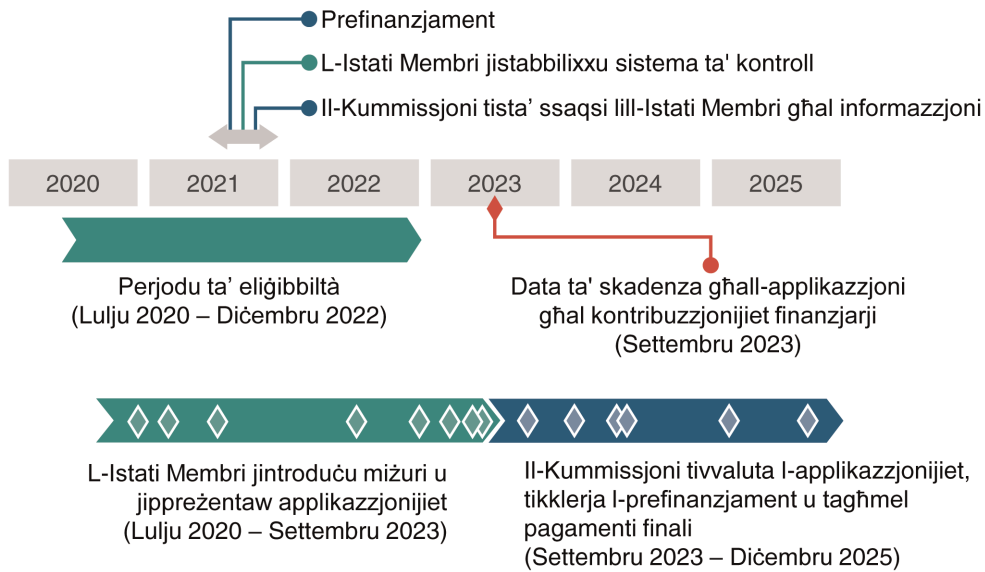 Prefinanzjament
L-Istati Membri jistabbilixxu sistema ta' kontroll
Il-Kummissjoni tista’ ssaqsi lill-Istati Membri għal informazzjoni
2020
2021
2022
2023
2024
2025
Perjodu ta’ eliġibbiltà
(Lulju 2020 – Diċembru 2022)
Data ta' skadenza għall-applikazzjoni
għal kontribuzzjonijiet finanzjarji
(Settembru 2023)
L-Istati Membri jintroduċu miżuri u
jippreżentaw applikazzjonijiet
(Lulju 2020 – Settembru 2023)
Il-Kummissjoni tivvaluta l-applikazzjonijiet,
tikklerja l-prefinanzjament u tagħmel
pagamenti finali
(Settembru 2023 – Diċembru 2025)